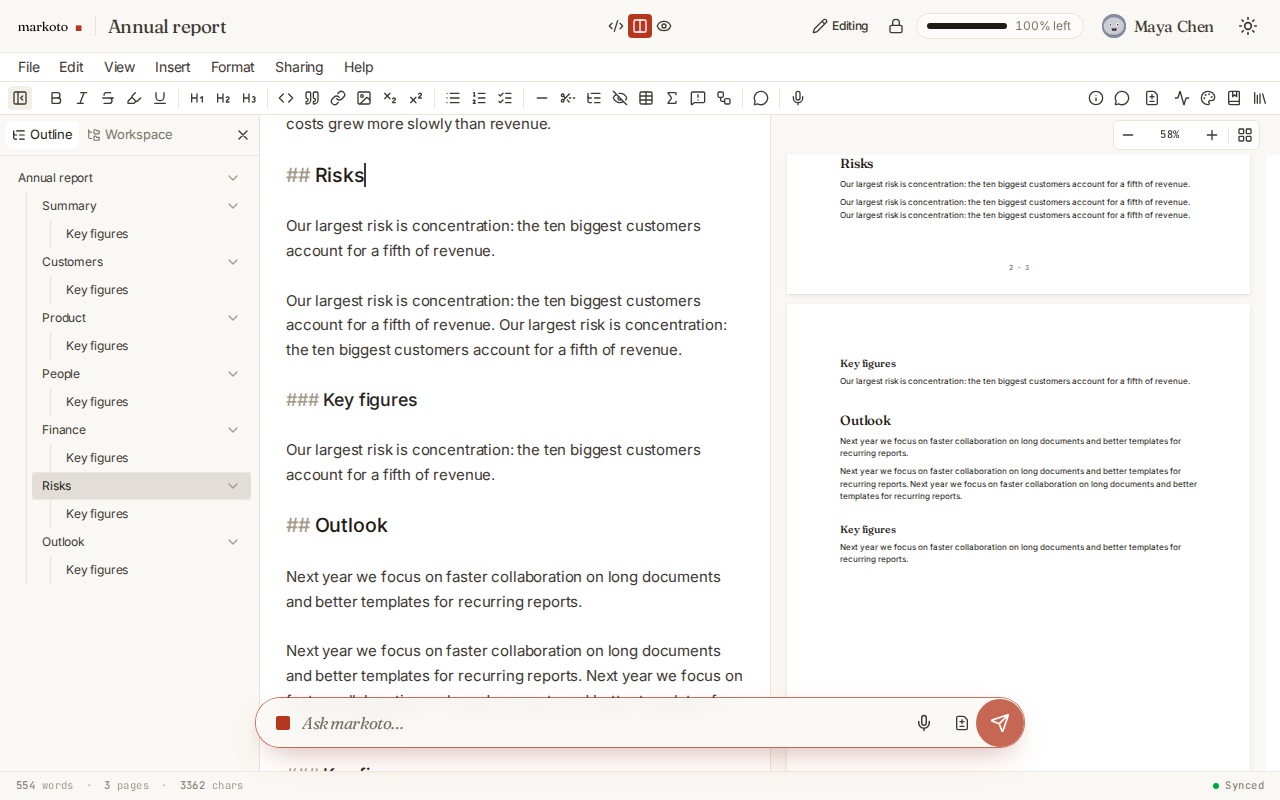 markoto
Annual report
Editing
100% left
Maya Chen
File Edit View Insert Format Sharing Help
H1 H2 H3
Outline
Workspace
58%
Annual report
Summary
Key figures
Customers
Key figures
Product
Key figures
People
Key figures
Finance
Key figures
Risks
Key figures
Outlook
Key figures
costs grew more slowly than revenue.
## Risks
Our largest risk is concentration: the ten biggest customers
account for a fifth of revenue.
Our largest risk is concentration: the ten biggest customers
account for a fifth of revenue. Our largest risk is concentration:
the ten biggest customers account for a fifth of revenue.
### Key figures
Our largest risk is concentration: the ten biggest customers
account for a fifth of revenue.
## Outlook
Next year we focus on faster collaboration on long documents
and better templates for recurring reports.
Next year we focus on faster collaboration on long documents
and better templates for recurring reports. Next year we focus on
Risks
Our largest risk is concentration: the ten biggest customers account for a fifth of revenue.
Our largest risk is concentration: the ten biggest customers account for a fifth of revenue.
Our largest risk is concentration: the ten biggest customers account for a fifth of revenue.
2 - 3
Key figures
Our largest risk is concentration: the ten biggest customers account for a fifth of revenue.
Outlook
Next year we focus on faster collaboration on long documents and better templates for
recurring reports.
Next year we focus on faster collaboration on long documents and better templates for
recurring reports. Next year we focus on faster collaboration on long documents and better
templates for recurring reports.
Key figures
Next year we focus on faster collaboration on long documents and better templates for
recurring reports.
Ask markoto...
554 words · 3 pages · 3362 chars
Synced